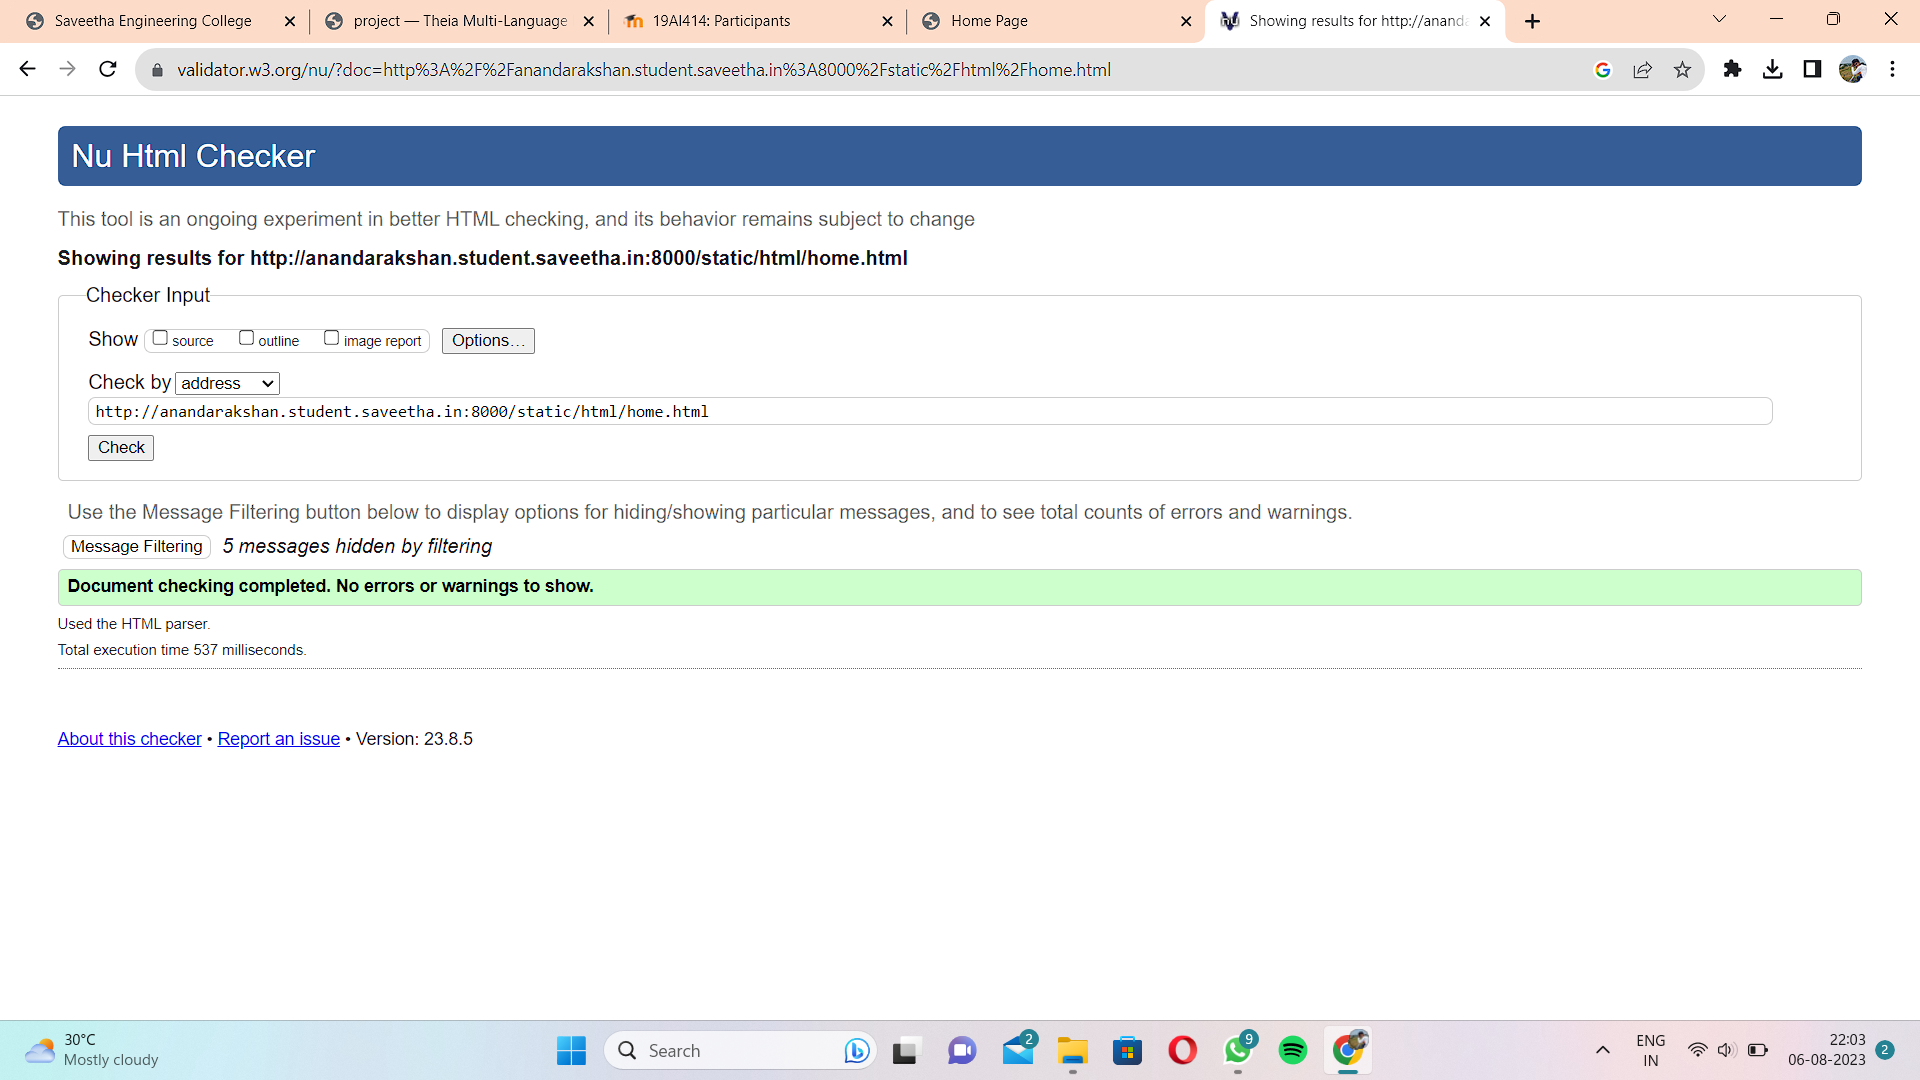 Saveetha Engineering College
project — Theia Multi-Language
19AI414: Participants
Home Page
Showing results for http://anand
validator.w3.org/nu/?doc=http%3A%2F%2Fanandarakshan.student.saveetha.in%3A8000%2Fstatic%2Fhtml%2Fhome.html
Nu Html Checker
This tool is an ongoing experiment in better HTML checking, and its behavior remains subject to change
Showing results for http://anandarakshan.student.saveetha.in:8000/static/html/home.html
Checker Input
Show source outline image report Options...
Check by address
http://anandarakshan.student.saveetha.in:8000/static/html/home.html
Check
Use the Message Filtering button below to display options for hiding/showing particular messages, and to see total counts of errors and warnings.
Message Filtering 5 messages hidden by filtering
Document checking completed. No errors or warnings to show.
Used the HTML parser.
Total execution time 537 milliseconds.
About this checker • Report an issue • Version: 23.8.5
30°C
Mostly cloudy
Search
2
9
ENG
IN
22:03
06-08-2023
2